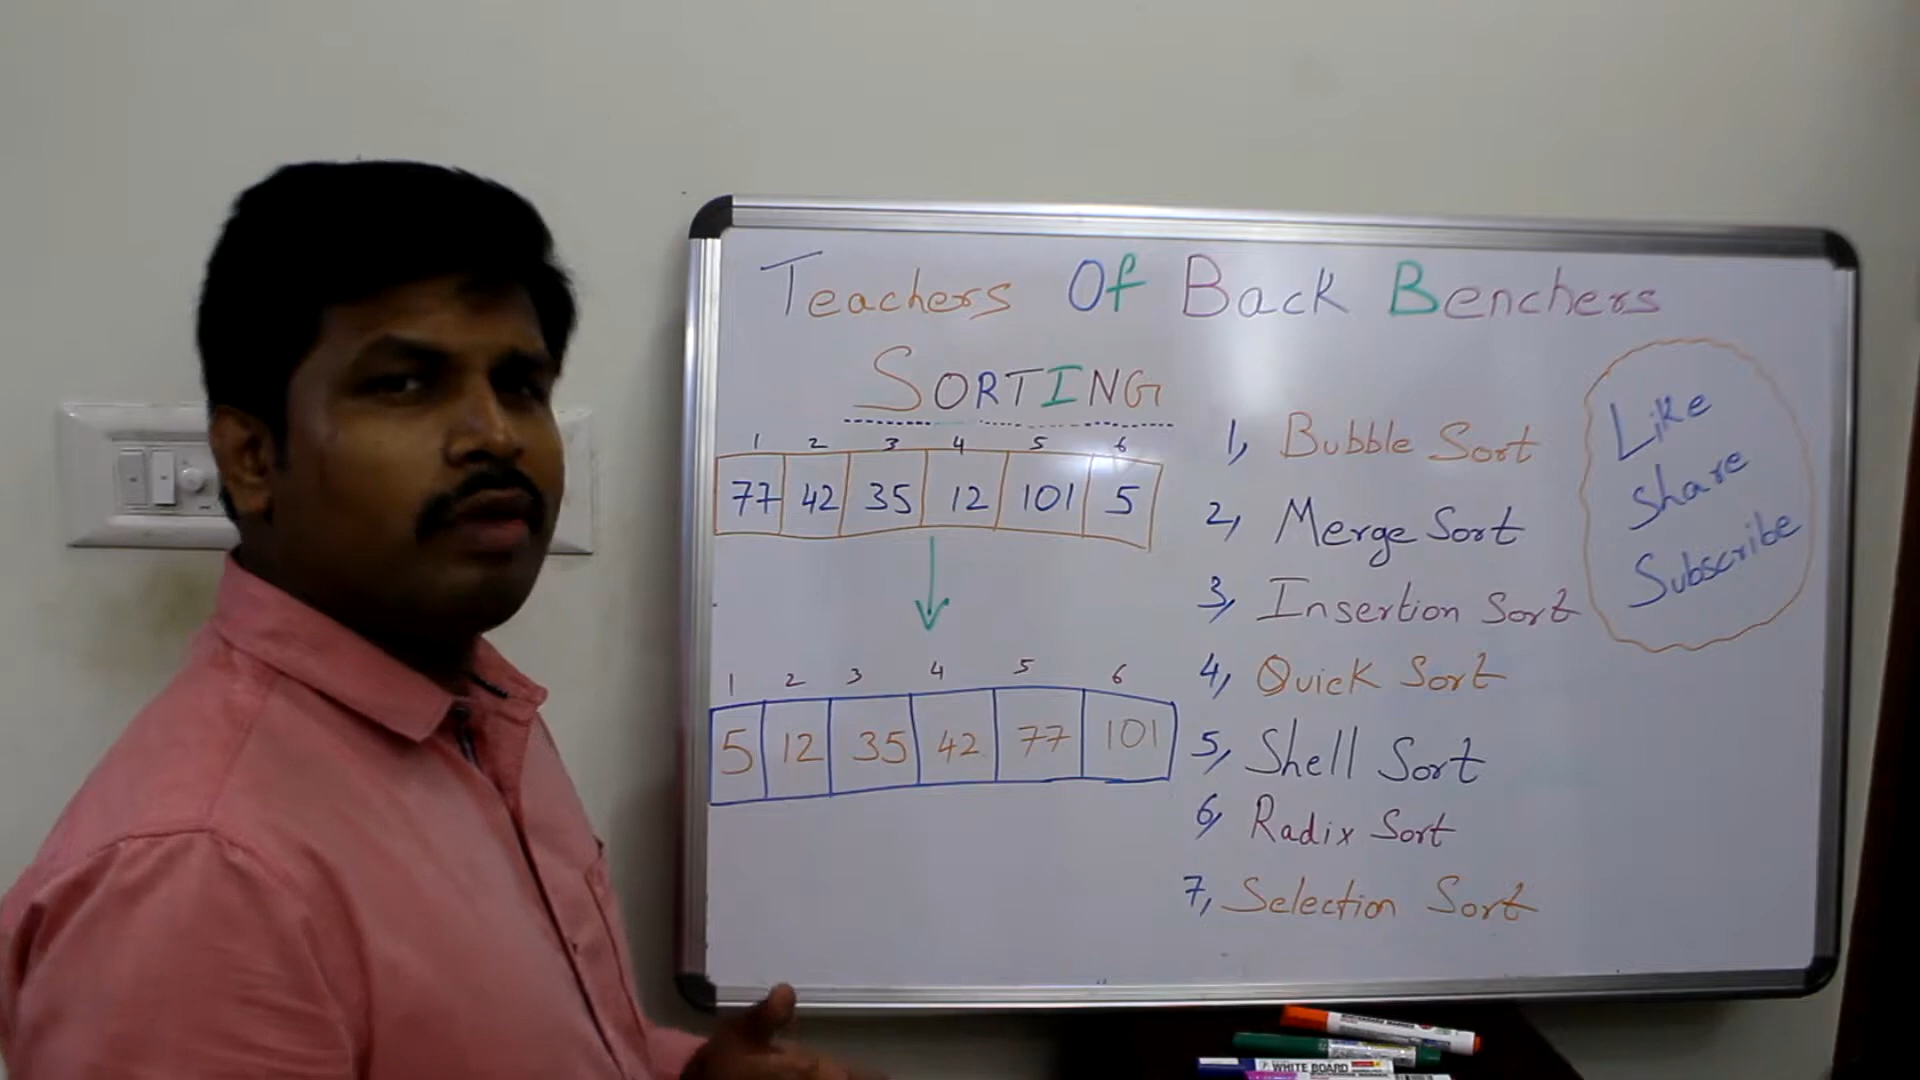 Teachers Of Back Benchers
SORTING
1 2 3 4 5 6
77 42 35 12 101 5
1 2 3 4 5 6
5 12 35 42 77 101
1, Bubble Sort
2, Merge Sort
3, Insertion Sort
4, Quick Sort
5, Shell Sort
6, Radix Sort
7, Selection Sort
Like
Share
Subscribe
WHITE BOARD